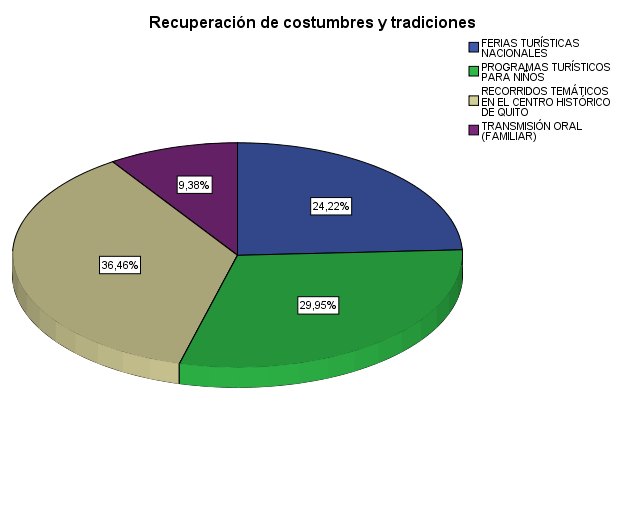 Recuperación de costumbres y tradiciones
FERIAS TURÍSTICAS
NACIONALES
PROGRAMAS TURÍSTICOS
PARA NIÑOS
RECORRIDOS TEMÁTICOS
EN EL CENTRO HISTÓRICO
DE QUITO
TRANSMISIÓN ORAL
(FAMILIAR)
9,38%
24,22%
36,46%
29,95%